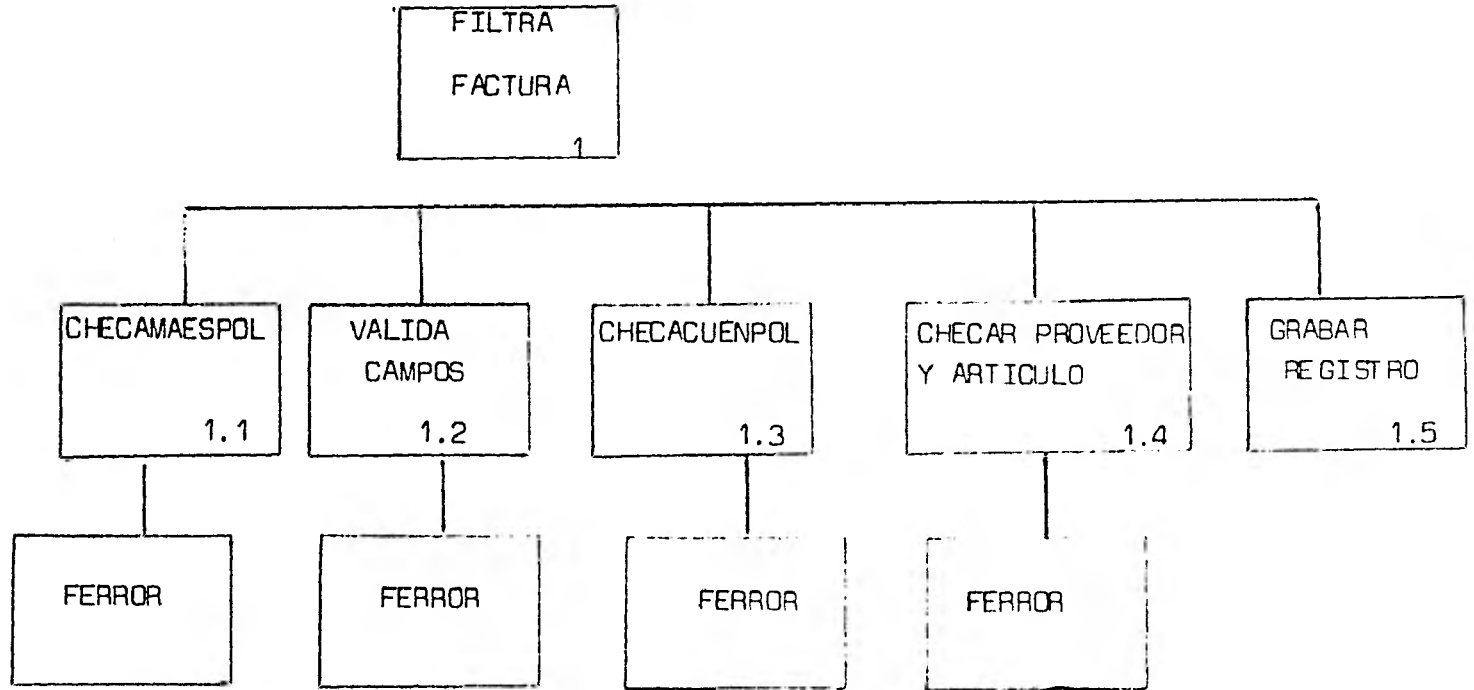 FILTRA
FACTURA
1
CHECAMAESPOL
1.1
VALIDA
CAMPOS
1.2
CHECACUENPOL
1.3
CHECAR PROVEEDOR
Y ARTICULO
1.4
GRABAR
REGISTRO
1.5
FERROR
FERROR
FERROR
FERROR